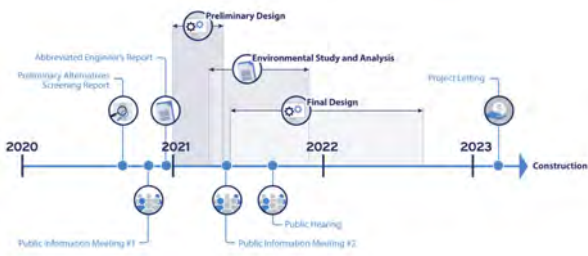 Preliminary Design
Abbreviated Engineer's Report
Environmental Study and Analysis
Preliminary Alternatives
Screening Report
Project Letting
Final Design
2020
2021
2022
2023
Construction
Public Hearing
Public Information Meeting #1
Public Information Meeting #2